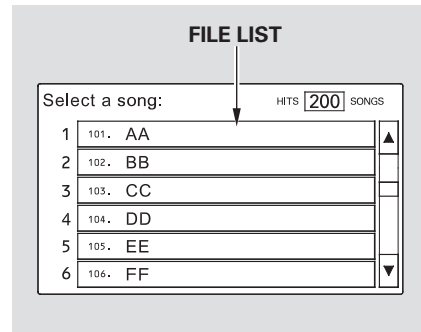 FILE LIST
Select a song: HITS 200 SONGS
1 101. AA
2 102. BB
3 103. CC
4 104. DD
5 105. EE
6 106. FF